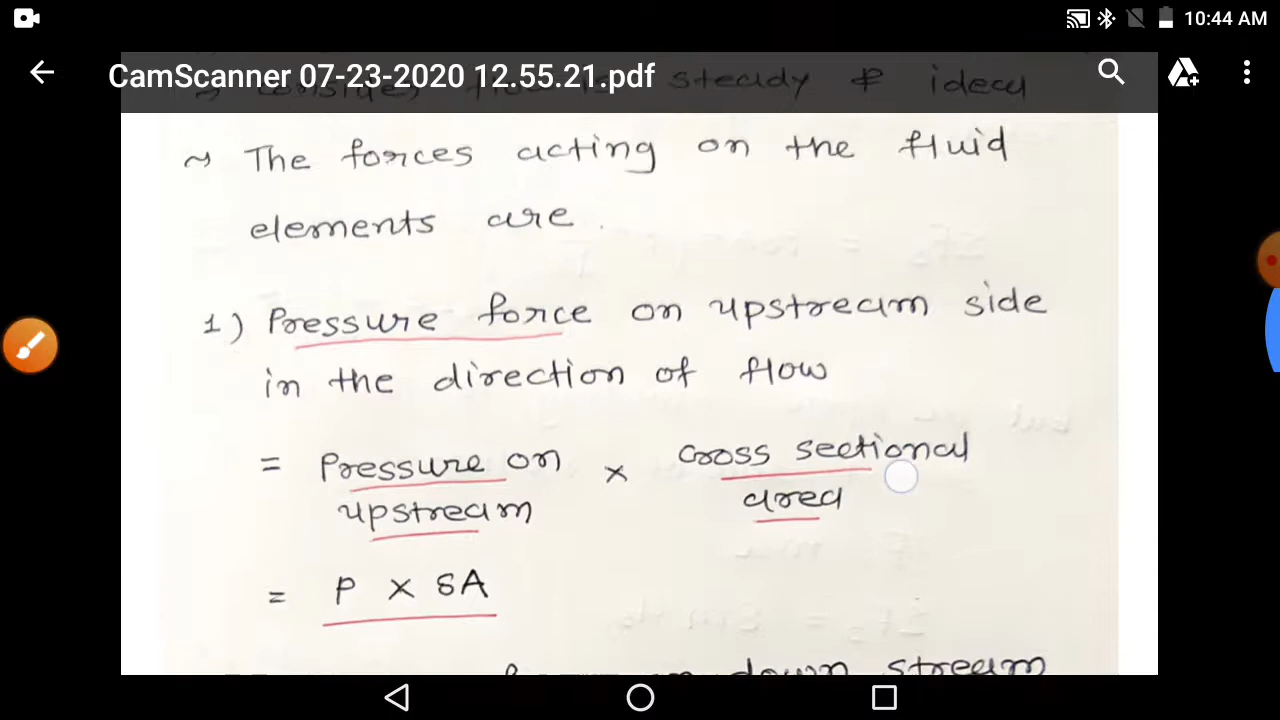 10:44 AM
CamScanner 07-23-2020 12.55.21.pdf
steady & ideal
~ The forces acting on the fluid
elements are.
1) Pressure force on upstream side
in the direction of flow
= Pressure on × Cross sectional
upstream area
= P × δA
down stream